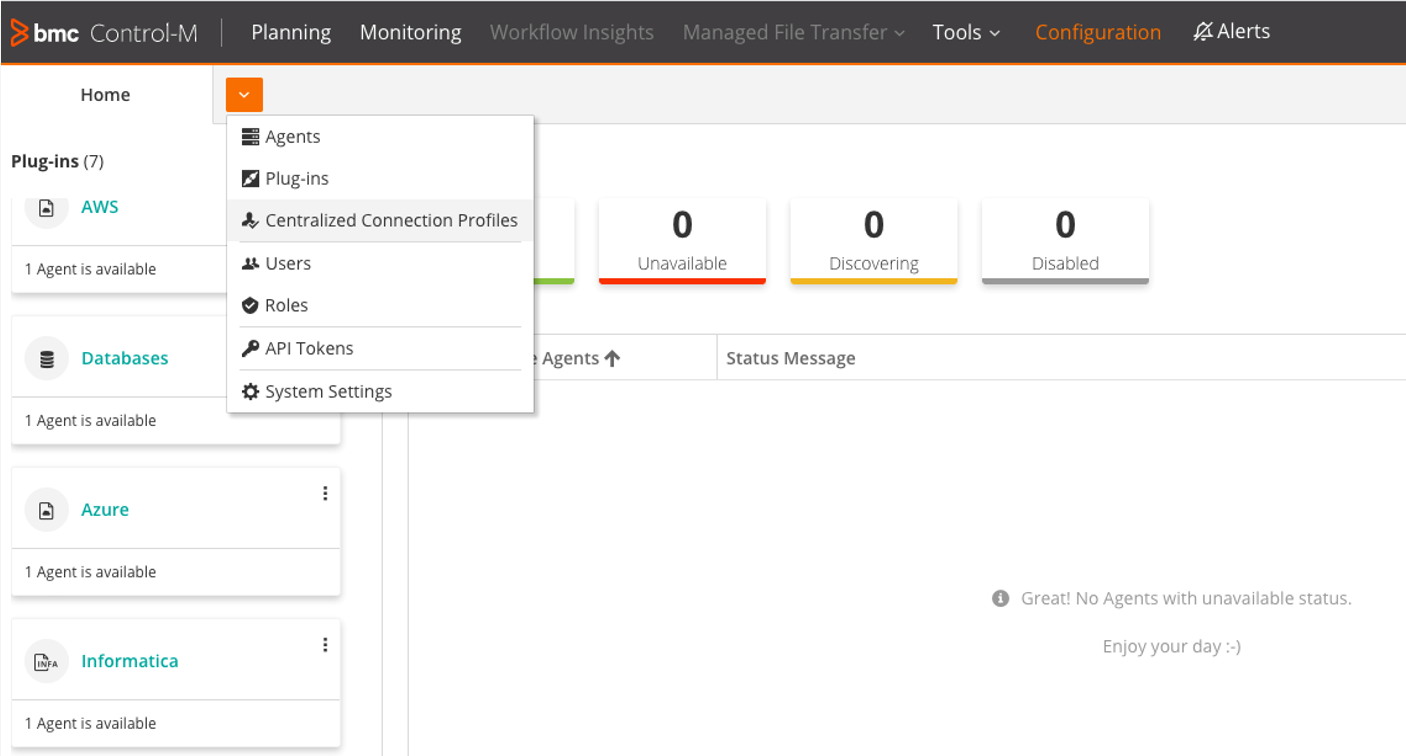 bmc Control-M Planning Monitoring Workflow Insights Managed File Transfer Tools Configuration Alerts
Home
Agents
Plug-ins
Centralized Connection Profiles
Users
Roles
API Tokens
System Settings
Plug-ins (7)
AWS
1 Agent is available
Databases
1 Agent is available
Azure
1 Agent is available
INFA Informatica
1 Agent is available
0 0 0
Unavailable Discovering Disabled
Agents Status Message
Great! No Agents with unavailable status.
Enjoy your day :-)